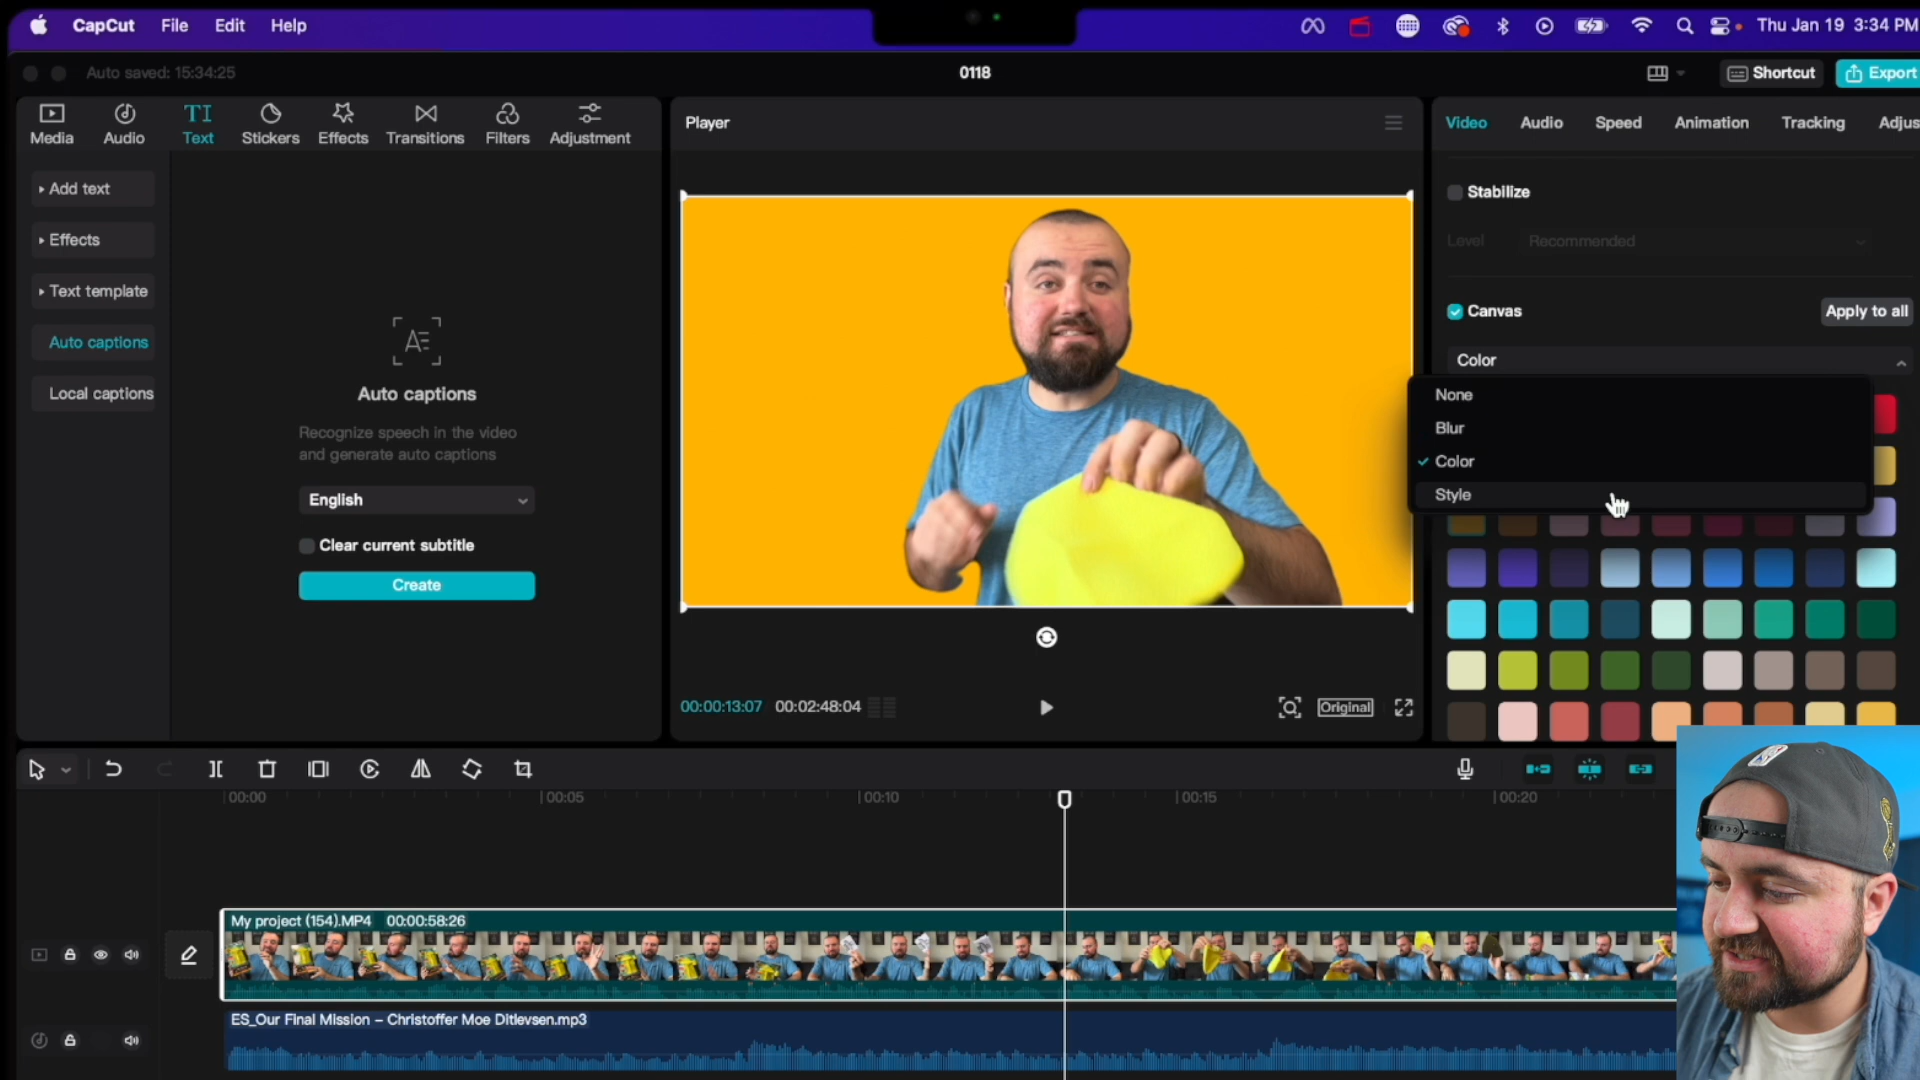 CapCut File Edit Help
Thu Jan 19 3:34 PM
Auto saved: 15:34:25
0118
Shortcut
Export
Media
Audio
TI
Text
Stickers
Effects
Transitions
Filters
Adjustment
Add text
Effects
Text template
Auto captions
Local captions
A
Auto captions
Recognize speech in the video
and generate auto captions
English
Clear current subtitle
Create
Player
00:00:13:07 00:02:48:04
Original
Video Audio Speed Animation Tracking Adjus
Stabilize
Level Recommended
Canvas
Apply to all
Color
None
Blur
Color
Style
00:00 00:05 00:10 00:15 00:20
My project (154).MP4 00:00:58:26
ES_Our Final Mission – Christoffer Moe Ditlevsen.mp3